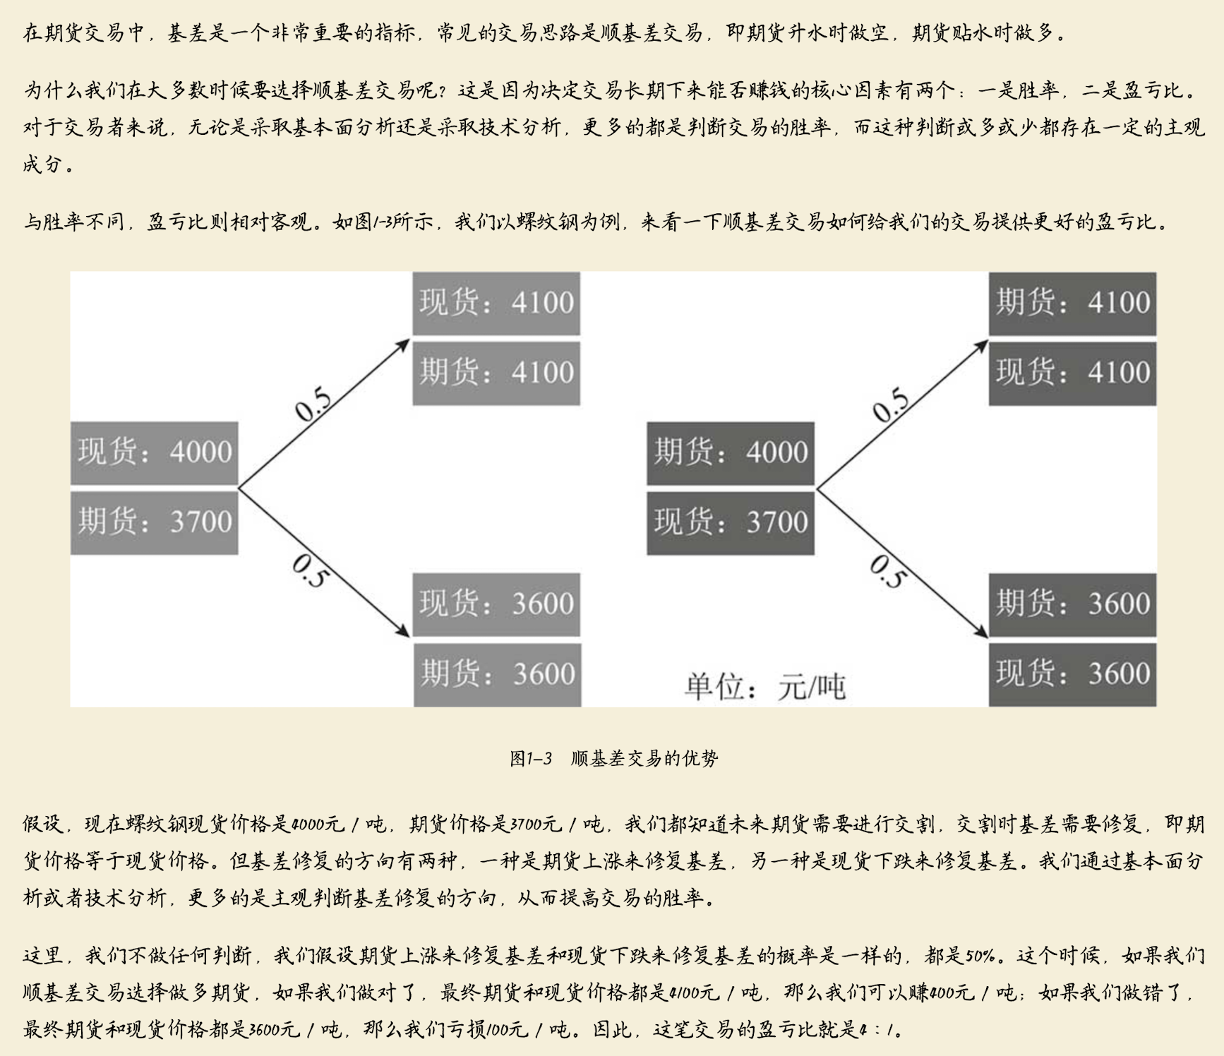 在期货交易中，基差是一个非常重要的指标，常见的交易思路是顺基差交易，即期货升水时做空，期货贴水时做多。
为什么我们在大多数时候要选择顺基差交易呢？这是因为决定交易长期下来能否赚钱的核心因素有两个：一是胜率，二是盈亏比。
对于交易者来说，无论是采取基本面分析还是采取技术分析，更多的都是判断交易的胜率，而这种判断或多或少都存在一定的主观
成分。
与胜率不同，盈亏比则相对客观。如图1-3所示，我们以螺纹钢为例，来看一下顺基差交易如何给我们的交易提供更好的盈亏比。
现货：4000
期货：3700
0.5
0.5
现货：4100
期货：4100
现货：3600
期货：3600
期货：4000
现货：3700
0.5
0.5
期货：4100
现货：4100
期货：3600
现货：3600
单位：元/吨
图1-3 顺基差交易的优势
假设，现在螺纹钢现货价格是4000元/吨，期货价格是3700元/吨，我们都知道未来期货需要进行交割，交割时基差需要修复，即期
货价格等于现货价格。但基差修复的方向有两种，一种是期货上涨来修复基差，另一种是现货下跌来修复基差。我们通过基本面分
析或者技术分析，更多的是主观判断基差修复的方向，从而提高交易的胜率。
这里，我们不做任何判断，我们假设期货上涨来修复基差和现货下跌来修复基差的概率是一样的，都是50%。这个时候，如果我们
顺基差交易选择做多期货，如果我们做对了，最终期货和现货价格都是4100元/吨，那么我们可以赚400元/吨；如果我们做错了，
最终期货和现货价格都是3600元/吨，那么我们亏损100元/吨。因此，这笔交易的盈亏比就是4：1。